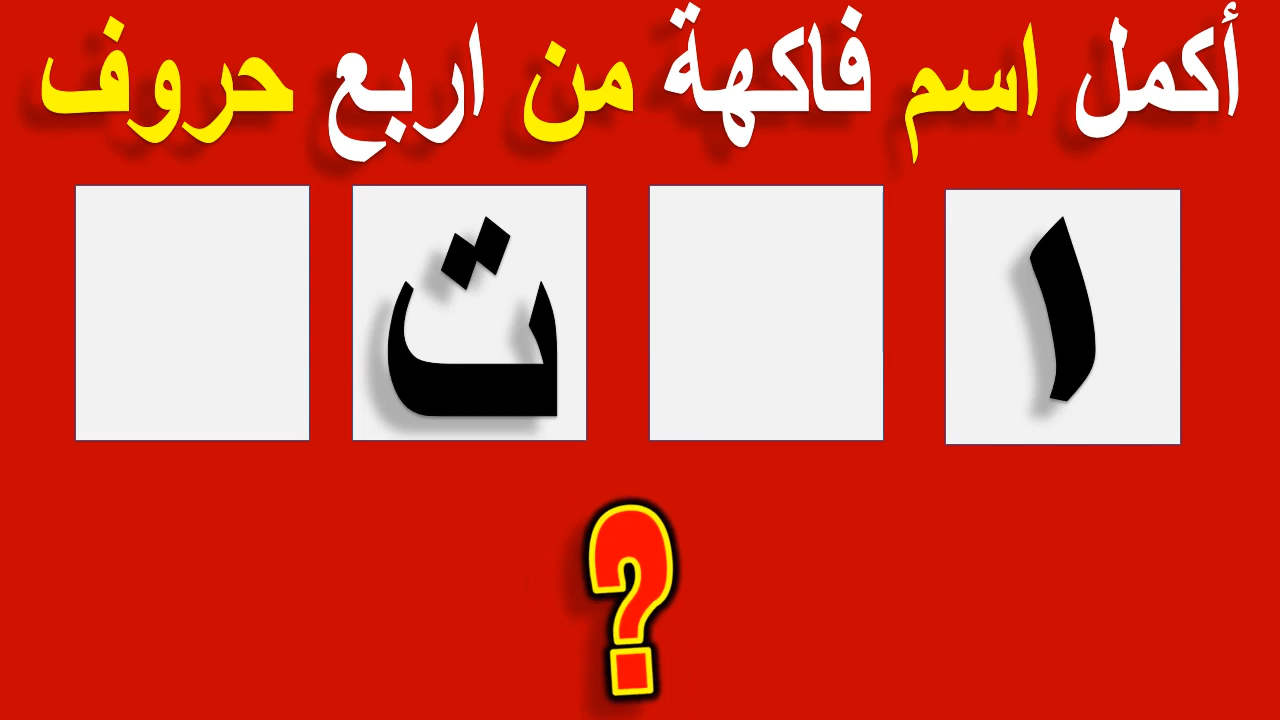 أكمل اسم فاكهة من اربع حروف
ا ت
?